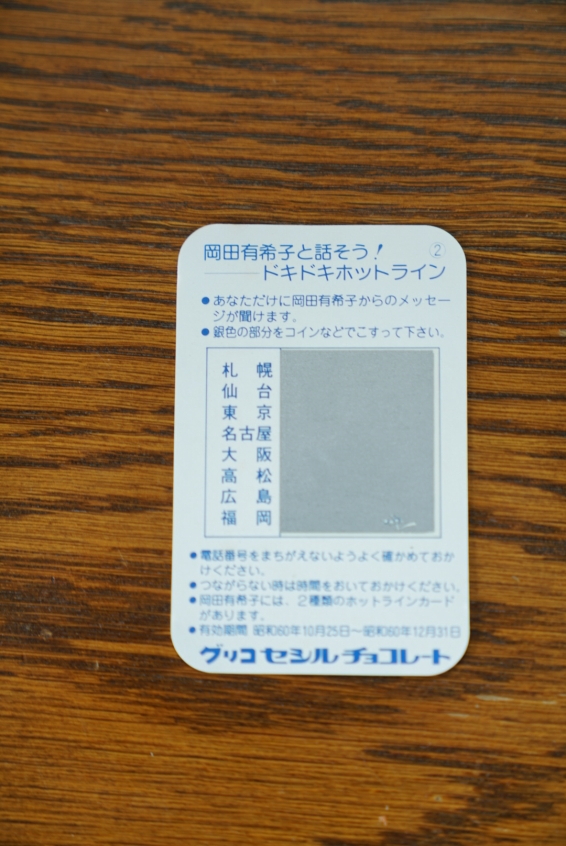 岡田有希子と話そう! ②
ドキドキホットライン
●あなただけに岡田有希子からのメッセー
ジが聞けます。
●銀色の部分をコインなどでこすって下さい。
札幌
仙台
東京
名古屋
大阪
高松
広島
福岡
●電話番号をまちがえないようよく確かめておか
けください。
●つながらない時は時間をおいておかけください。
●岡田有希子には、2種類のホットラインカード
があります。
●有効期間 昭和60年10月25日〜昭和60年12月31日
グリコ セシルチョコレート